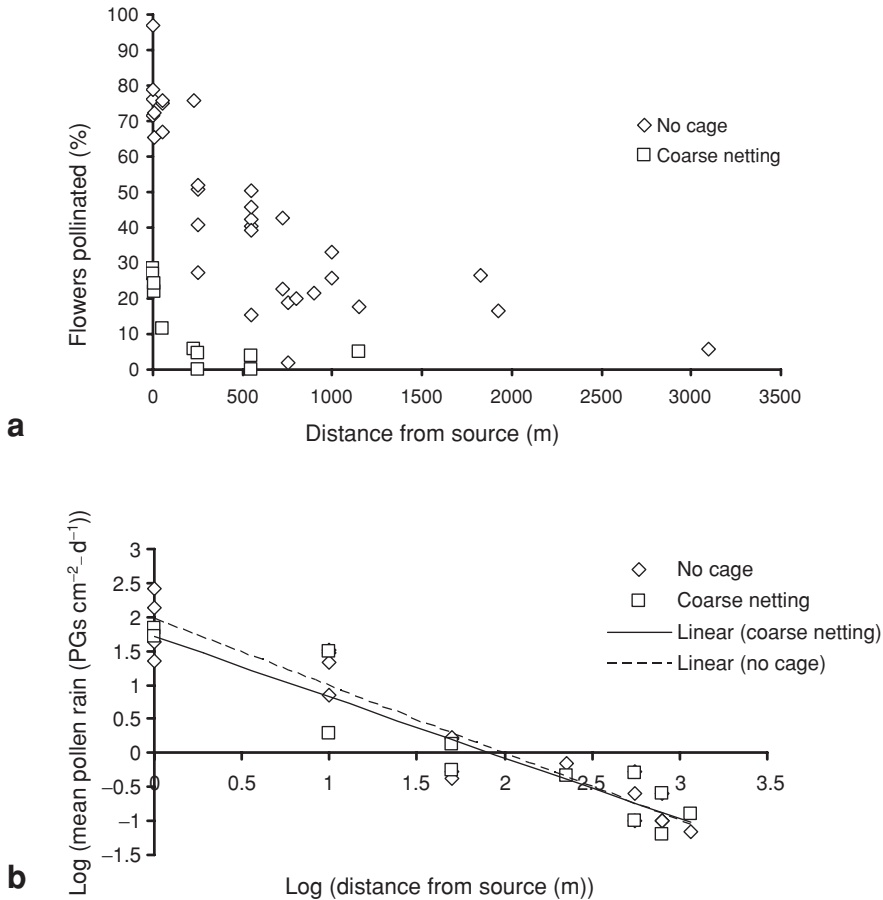 100
90
80
70
60
50
40
30
20
10
0
Flowers pollinated (%)
No cage
Coarse netting
0 500 1000 1500 2000 2500 3000 3500
Distance from source (m)
a
3
2.5
2
1.5
1
0.5
0
−0.5
−1
−1.5
Log (mean pollen rain (PGs cm⁻²₋d⁻¹))
No cage
Coarse netting
Linear (coarse netting)
Linear (no cage)
0 0.5 1 1.5 2 2.5 3 3.5
Log (distance from source (m))
b